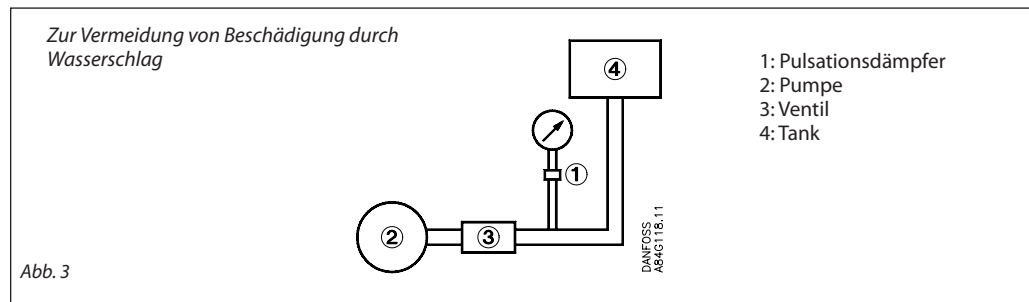 Zur Vermeidung von Beschädigung durch
Wasserschlag
4
1: Pulsationsdämpfer
2: Pumpe
3: Ventil
4: Tank
1
2
3
DANFOSS
A84G118.11
Abb. 3